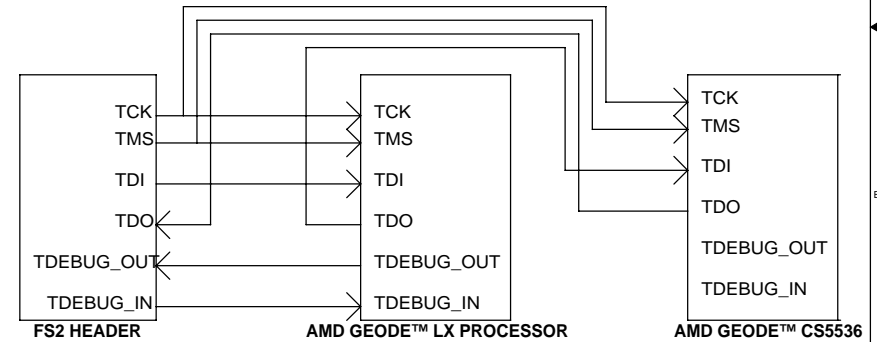 TCK TCK TCK
TMS TMS TMS
TDI TDI TDI
TDO TDO TDO
TDEBUG_OUT TDEBUG_OUT TDEBUG_OUT
TDEBUG_IN TDEBUG_IN TDEBUG_IN
FS2 HEADER AMD GEODE™ LX PROCESSOR AMD GEODE™ CS5536